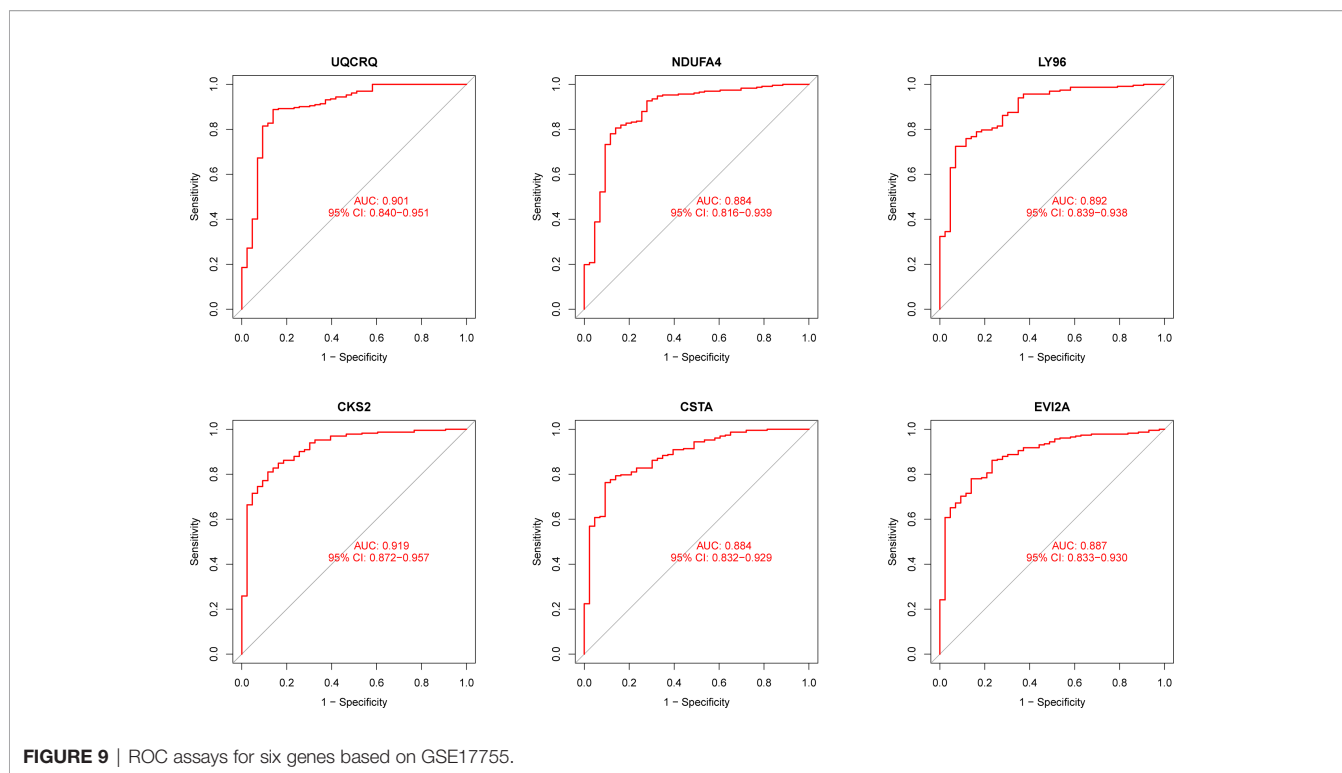 UQCRQ
1.0
0.8
0.6
0.4
0.2
0.0
Sensitivity
AUC: 0.901
95% CI: 0.840−0.951
0.0 0.2 0.4 0.6 0.8 1.0
1 − Specificity
NDUFA4
1.0
0.8
0.6
0.4
0.2
0.0
Sensitivity
AUC: 0.884
95% CI: 0.816−0.939
0.0 0.2 0.4 0.6 0.8 1.0
1 − Specificity
LY96
1.0
0.8
0.6
0.4
0.2
0.0
Sensitivity
AUC: 0.892
95% CI: 0.839−0.938
0.0 0.2 0.4 0.6 0.8 1.0
1 − Specificity
CKS2
1.0
0.8
0.6
0.4
0.2
0.0
Sensitivity
AUC: 0.919
95% CI: 0.872−0.957
0.0 0.2 0.4 0.6 0.8 1.0
1 − Specificity
CSTA
1.0
0.8
0.6
0.4
0.2
0.0
Sensitivity
AUC: 0.884
95% CI: 0.832−0.929
0.0 0.2 0.4 0.6 0.8 1.0
1 − Specificity
EVI2A
1.0
0.8
0.6
0.4
0.2
0.0
Sensitivity
AUC: 0.887
95% CI: 0.833−0.930
0.0 0.2 0.4 0.6 0.8 1.0
1 − Specificity
FIGURE 9 | ROC assays for six genes based on GSE17755.